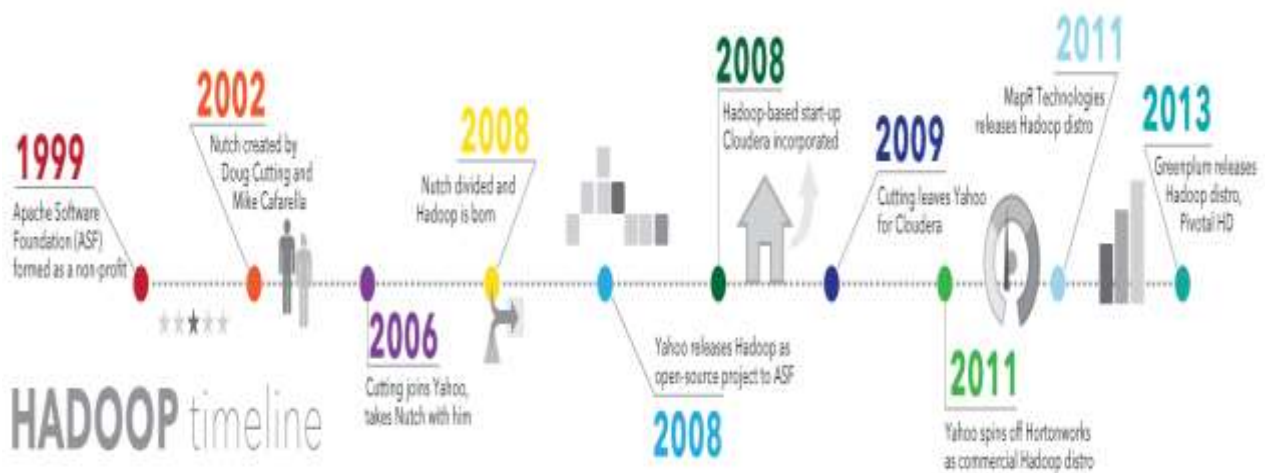 1999
Apache Software
Foundation (ASF)
formed as a non-profit
2002
Nutch created by
Doug Cutting and
Mike Cafarella
2006
Cutting joins Yahoo,
takes Nutch with him
2008
Nutch divided and
Hadoop is born
Yahoo releases Hadoop as
open-source project to ASF
2008
2008
Hadoop-based start-up
Cloudera incorporated
2009
Cutting leaves Yahoo
for Cloudera
2011
Yahoo spins off Hortonworks
as commercial Hadoop distro
2011
MapR Technologies
releases Hadoop distro
2013
Greenplum releases
Hadoop distro,
Pivotal HD
HADOOP timeline